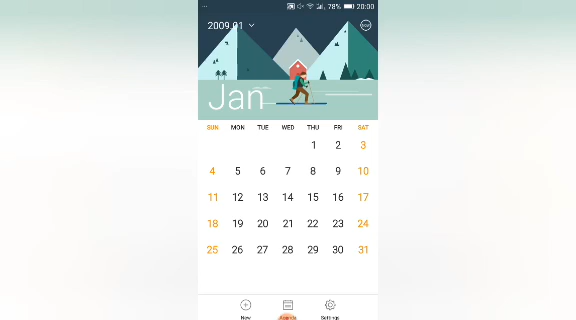 78% 20:00
2009.01
Jan
SUN MON TUE WED THU FRI SAT
1 2 3
4 5 6 7 8 9 10
11 12 13 14 15 16 17
18 19 20 21 22 23 24
25 26 27 28 29 30 31
New Agenda Settings